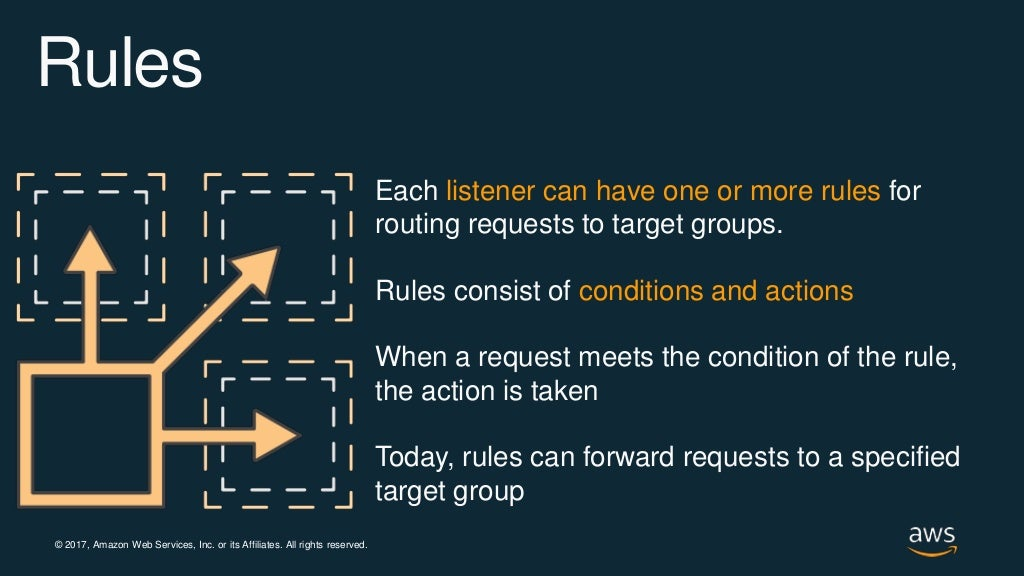 Rules
Each listener can have one or more rules for
routing requests to target groups.
Rules consist of conditions and actions
When a request meets the condition of the rule,
the action is taken
Today, rules can forward requests to a specified
target group
© 2017, Amazon Web Services, Inc. or its Affiliates. All rights reserved.
aws